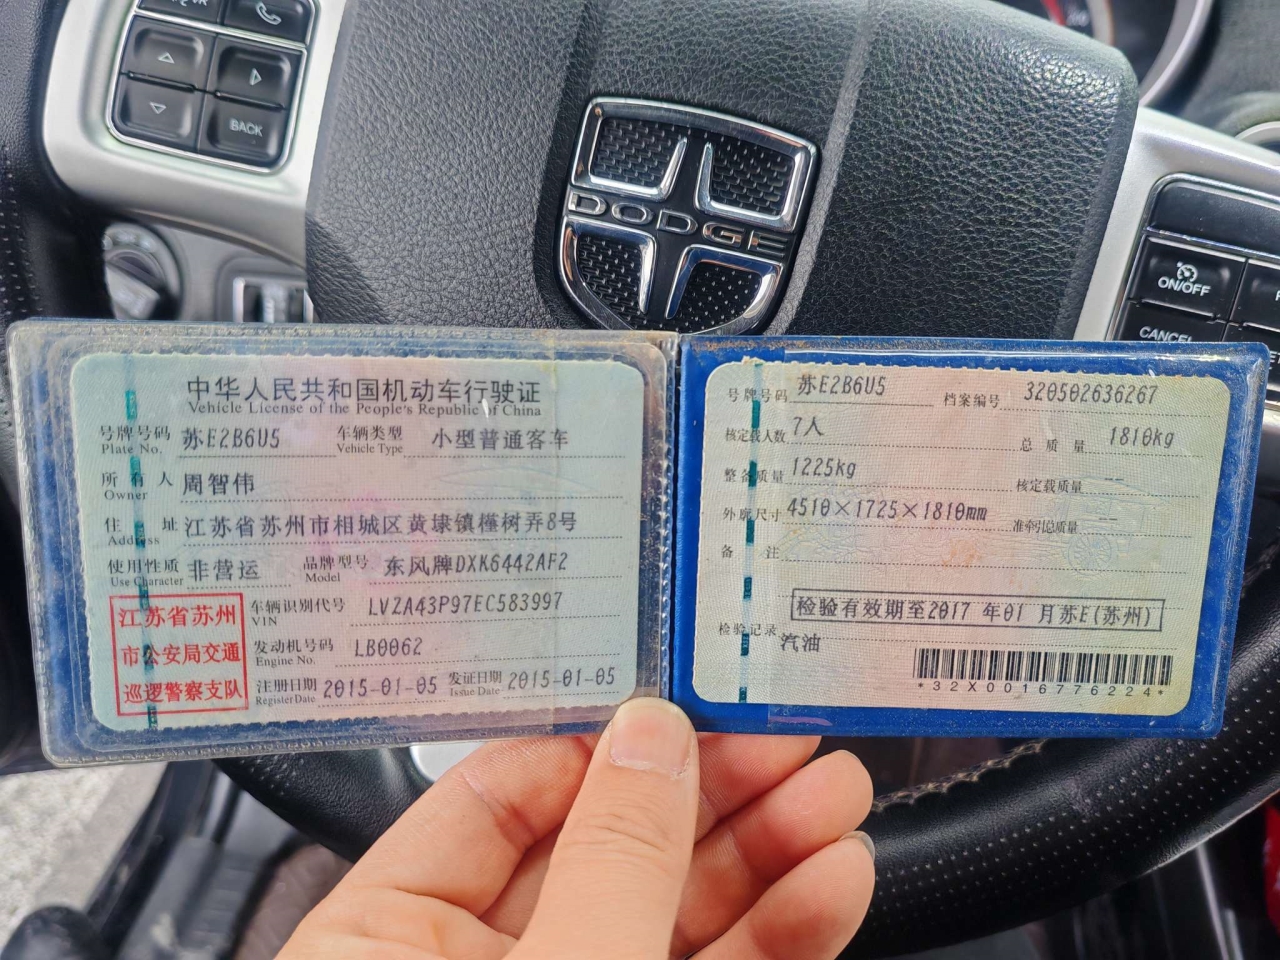 BACK
DODGE
ON/OFF
CANCEL
中华人民共和国机动车行驶证
Vehicle License of the People's Republic of China
号牌号码 苏E2B6U5 车辆类型 小型普通客车
Plate No. Vehicle Type
所有人 周智伟
Owner
住址 江苏省苏州市相城区黄埭镇槿树弄8号
Address
使用性质 非营运 品牌型号 东风牌DXK6442AF2
Use Character Model
江苏省苏州
市公安局交通
巡逻警察支队
车辆识别代号 LVZA43P97EC583997
VIN
发动机号码 LB0062
Engine No.
注册日期 2015-01-05 发证日期 2015-01-05
Register Date Issue Date
号牌号码 苏E2B6U5 档案编号 320502636267
核定载人数 7人 总质量 1810kg
整备质量 1225kg 核定载质量 --
外廓尺寸 4510×1725×1810mm 准牵引总质量 --
备注
检验有效期至2017 年01 月苏E(苏州)
检验记录
汽油
*32X0016776224*